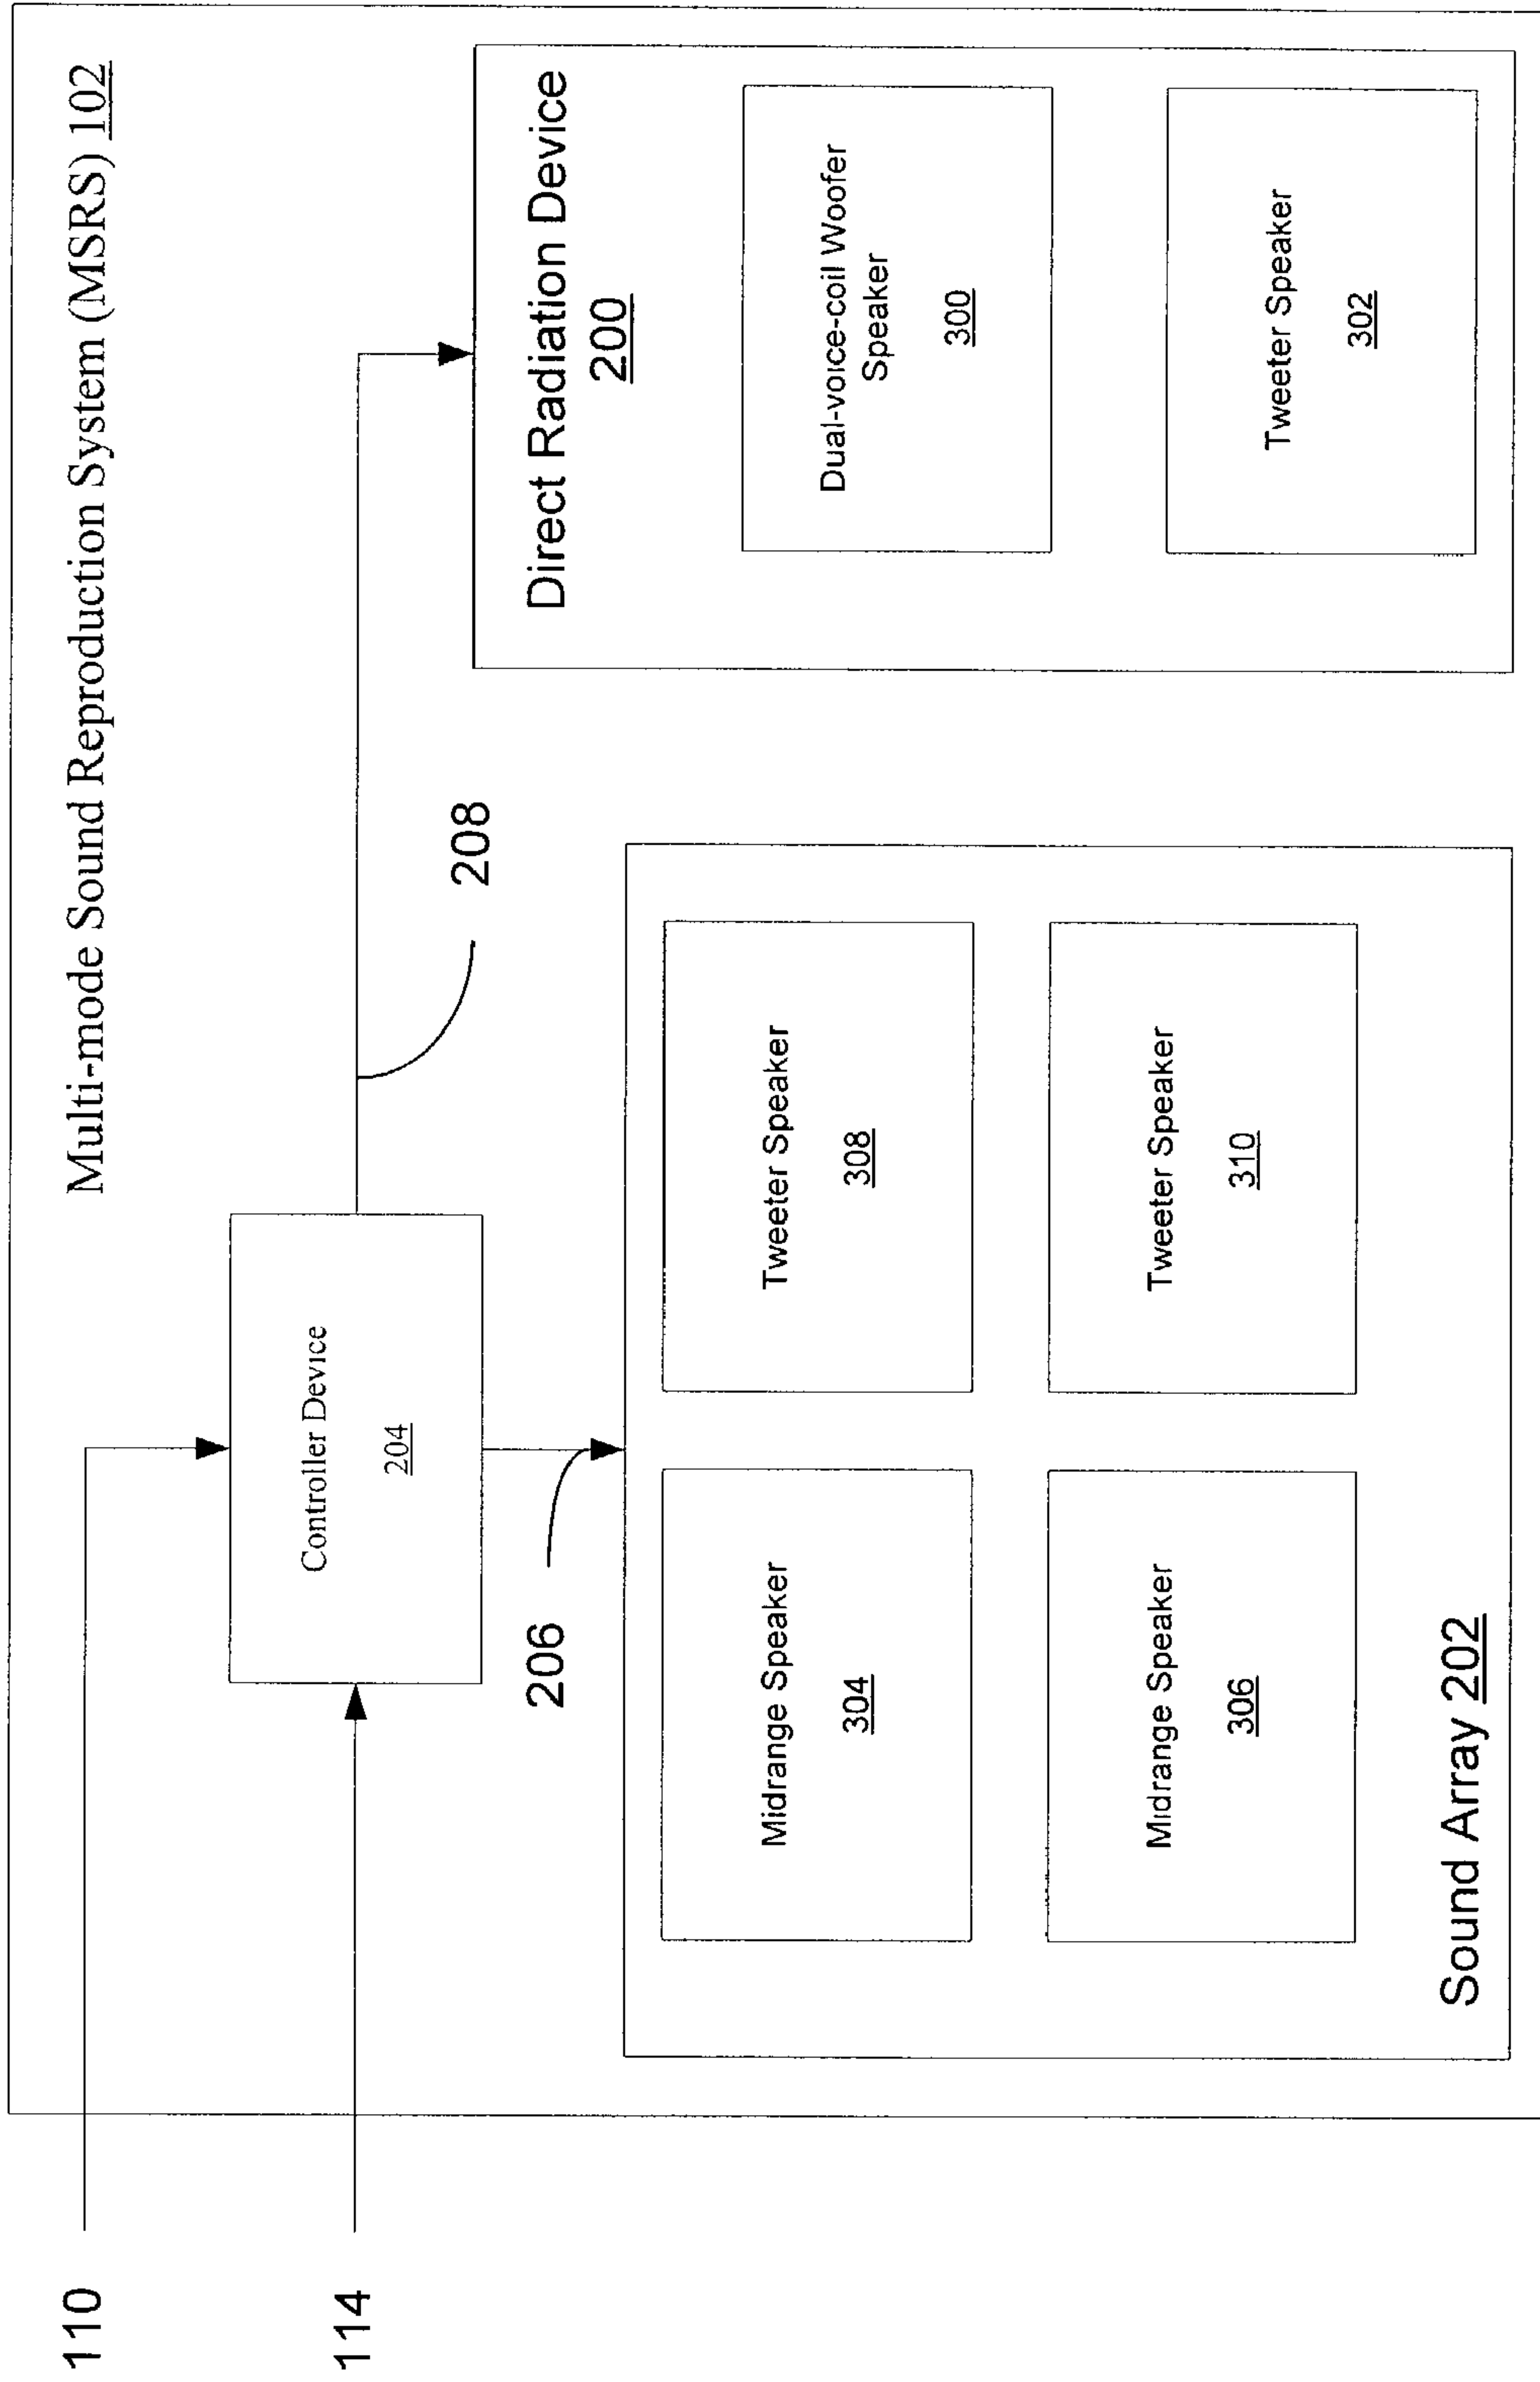 Multi-mode Sound Reproduction System (MSRS) 102
110
114
Controller Device
204
206
208
Direct Radiation Device
200
Dual-voice-coil Woofer
Speaker
300
Tweeter Speaker
302
Midrange Speaker
304
Tweeter Speaker
308
Midrange Speaker
306
Tweeter Speaker
310
Sound Array 202